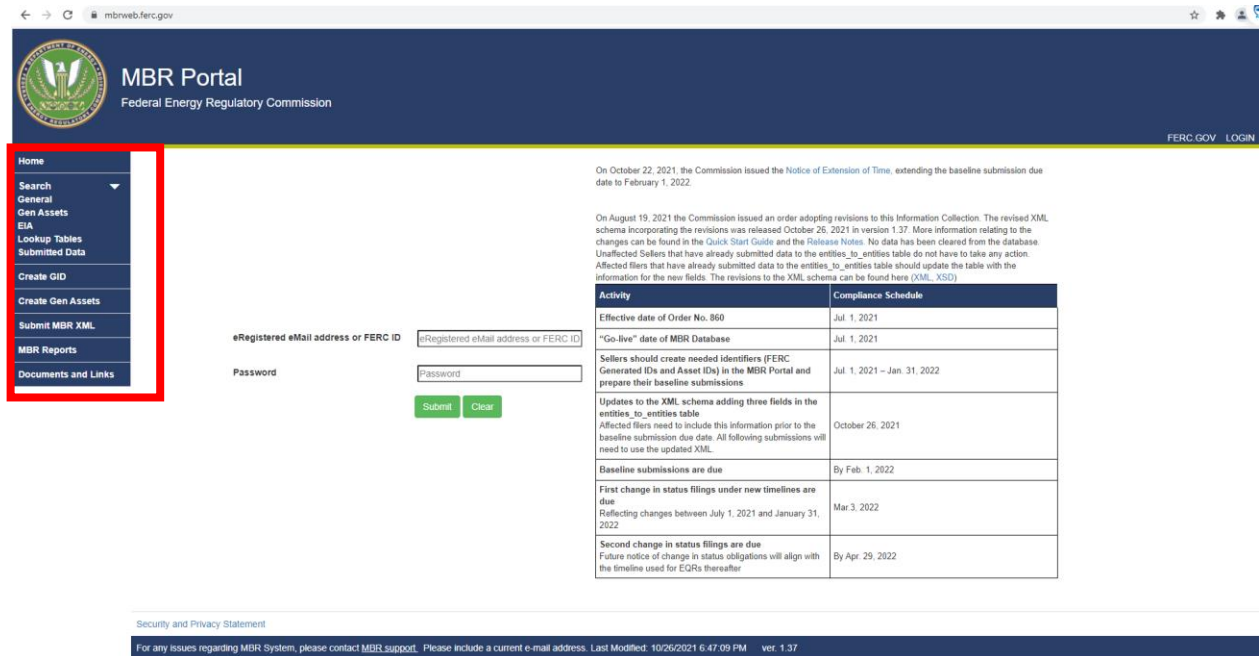 mbrweb.ferc.gov
MBR Portal
Federal Energy Regulatory Commission
FERC.GOV LOGIN
Home
Search
General
Gen Assets
EIA
Lookup Tables
Submitted Data
Create GID
Create Gen Assets
Submit MBR XML
MBR Reports
Documents and Links
eRegistered eMail address or FERC ID
eRegistered eMail address or FERC ID
Password
Password
Submit Clear
On October 22, 2021, the Commission issued the Notice of Extension of Time, extending the baseline submission due
date to February 1, 2022.
On August 19, 2021 the Commission issued an order adopting revisions to this Information Collection. The revised XML
schema incorporating the revisions was released October 26, 2021 in version 1.37. More information relating to the
changes can be found in the Quick Start Guide and the Release Notes. No data has been cleared from the database.
Unaffected Sellers that have already submitted data to the entities_to_entities table do not have to take any action.
Affected filers that have already submitted data to the entities_to_entities table should update the table with the
information for the new fields. The revisions to the XML schema can be found here (XML, XSD)
Activity Compliance Schedule
Effective date of Order No. 860 Jul. 1, 2021
"Go-live" date of MBR Database Jul. 1, 2021
Sellers should create needed identifiers (FERC
Generated IDs and Asset IDs) in the MBR Portal and
prepare their baseline submissions
Jul. 1, 2021 – Jan. 31, 2022
Updates to the XML schema adding three fields in the
entities_to_entities table
Affected filers need to include this information prior to the
baseline submission due date. All following submissions will
need to use the updated XML.
October 26, 2021
Baseline submissions are due By Feb. 1, 2022
First change in status filings under new timelines are
due
Reflecting changes between July 1, 2021 and January 31,
2022
Mar.3, 2022
Second change in status filings are due
Future notice of change in status obligations will align with
the timeline used for EQRs thereafter
By Apr. 29, 2022
Security and Privacy Statement
For any issues regarding MBR System, please contact MBR support. Please include a current e-mail address. Last Modified: 10/26/2021 6:47:09 PM ver. 1.37